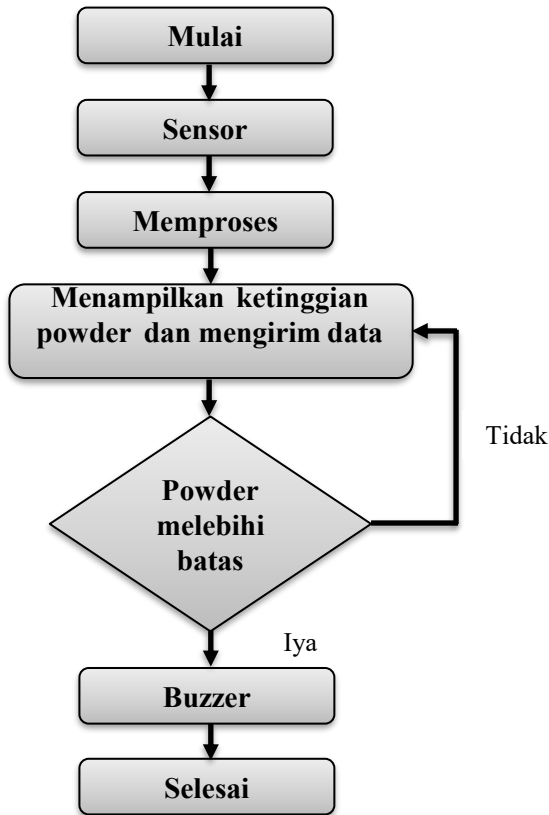 Mulai
Sensor
Memproses
Menampilkan ketinggian
powder dan mengirim data
Tidak
Powder
melebihi
batas
Iya
Buzzer
Selesai